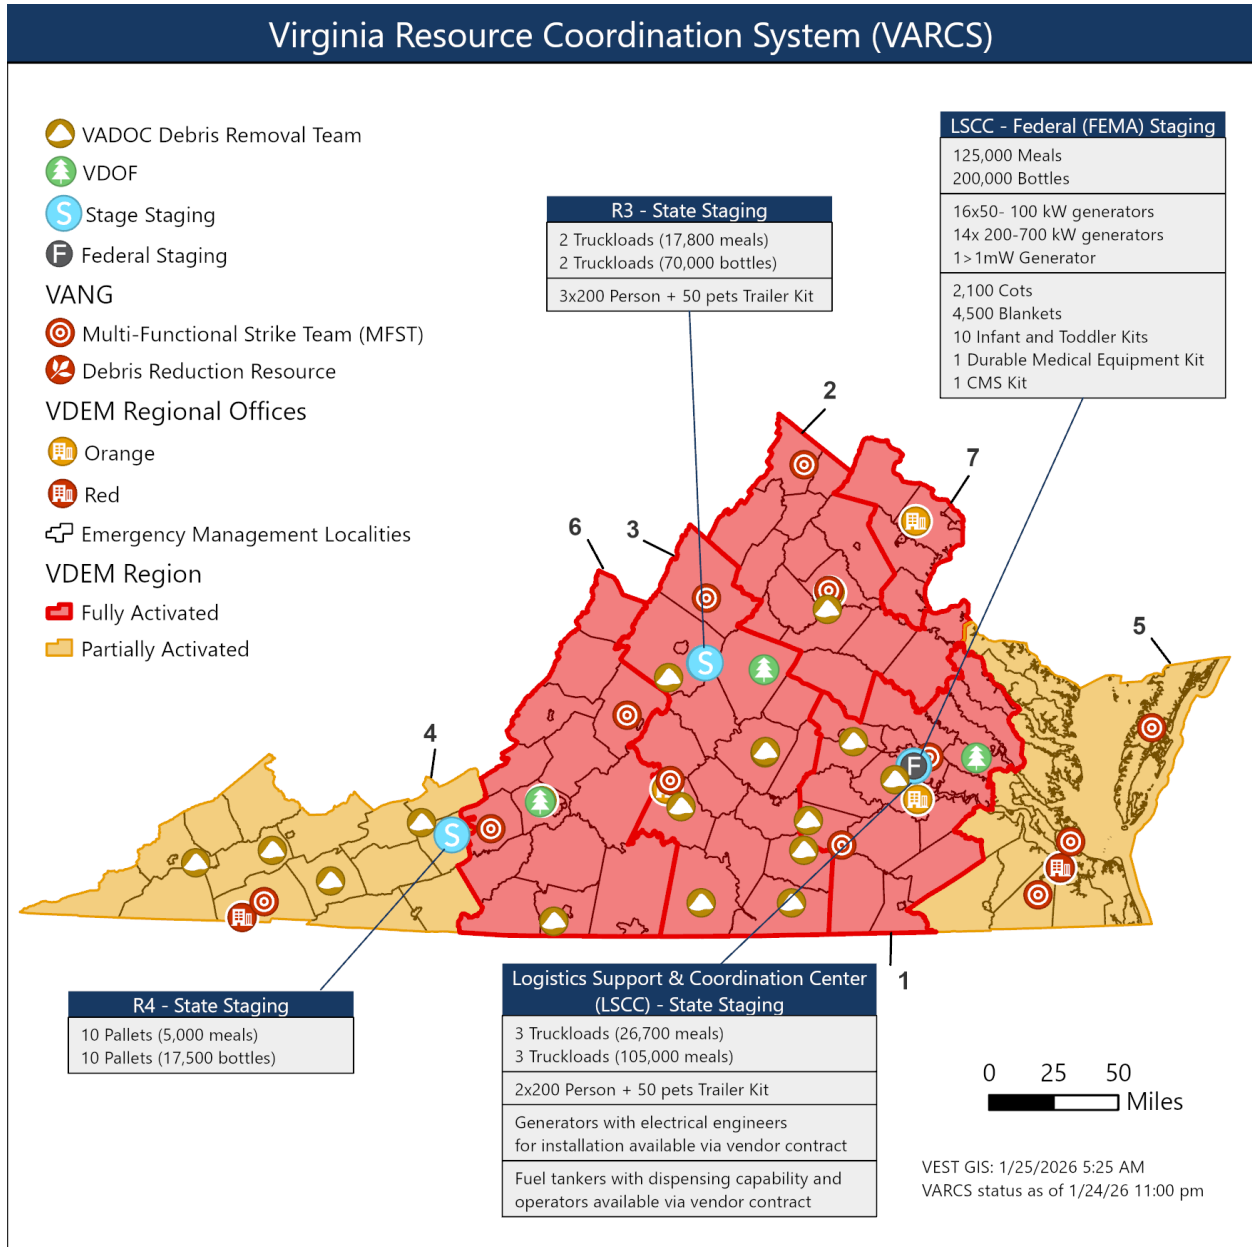 Virginia Resource Coordination System (VARCS)
VADOC Debris Removal Team
VDOF
S
Stage Staging
F
Federal Staging
VANG
Multi-Functional Strike Team (MFST)
Debris Reduction Resource
VDEM Regional Offices
Orange
Red
Emergency Management Localities
VDEM Region
Fully Activated
Partially Activated
R3 - State Staging
2 Truckloads (17,800 meals)
2 Truckloads (70,000 bottles)
3x200 Person + 50 pets Trailer Kit
LSCC - Federal (FEMA) Staging
125,000 Meals
200,000 Bottles
16x50- 100 kW generators
14x 200-700 kW generators
1>1mW Generator
2,100 Cots
4,500 Blankets
10 Infant and Toddler Kits
1 Durable Medical Equipment Kit
1 CMS Kit
2
7
6
3
5
4
S
F
S
1
R4 - State Staging
10 Pallets (5,000 meals)
10 Pallets (17,500 bottles)
Logistics Support & Coordination Center
(LSCC) - State Staging
3 Truckloads (26,700 meals)
3 Truckloads (105,000 meals)
2x200 Person + 50 pets Trailer Kit
Generators with electrical engineers
for installation available via vendor contract
Fuel tankers with dispensing capability and
operators available via vendor contract
0 25 50
Miles
VEST GIS: 1/25/2026 5:25 AM
VARCS status as of 1/24/26 11:00 pm